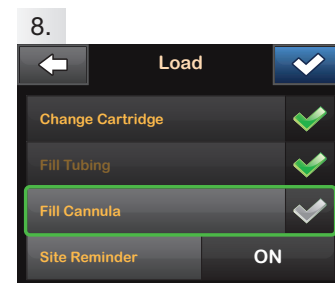 8.
Load
Change Cartridge
Fill Tubing
Fill Cannula
Site Reminder ON